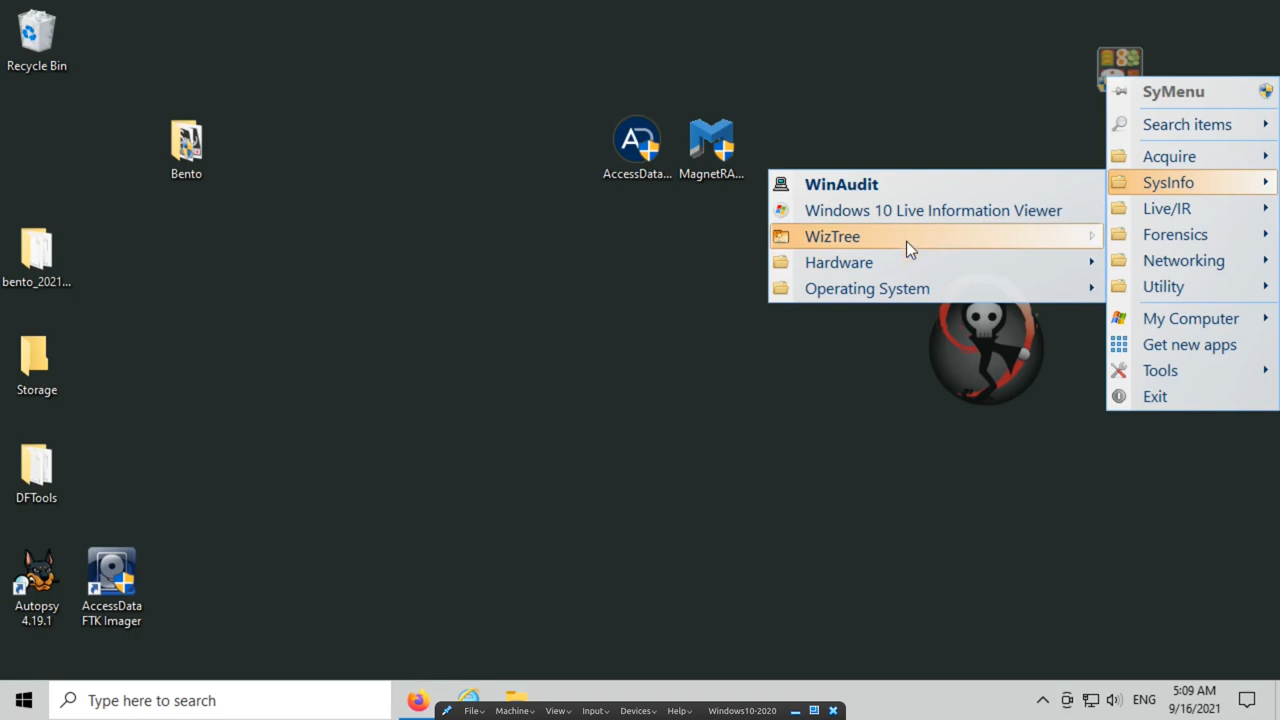 Recycle Bin
Bento
bento_2021...
Storage
DFTools
Autopsy
4.19.1
AccessData
FTK Imager
AccessData...
MagnetRA...
WinAudit
Windows 10 Live Information Viewer
WizTree
Hardware
Operating System
SyMenu
Search items
Acquire
SysInfo
Live/IR
Forensics
Networking
Utility
My Computer
Get new apps
Tools
Exit
Type here to search
File
Machine
View
Input
Devices
Help
Windows10-2020
ENG
5:09 AM
9/16/2021